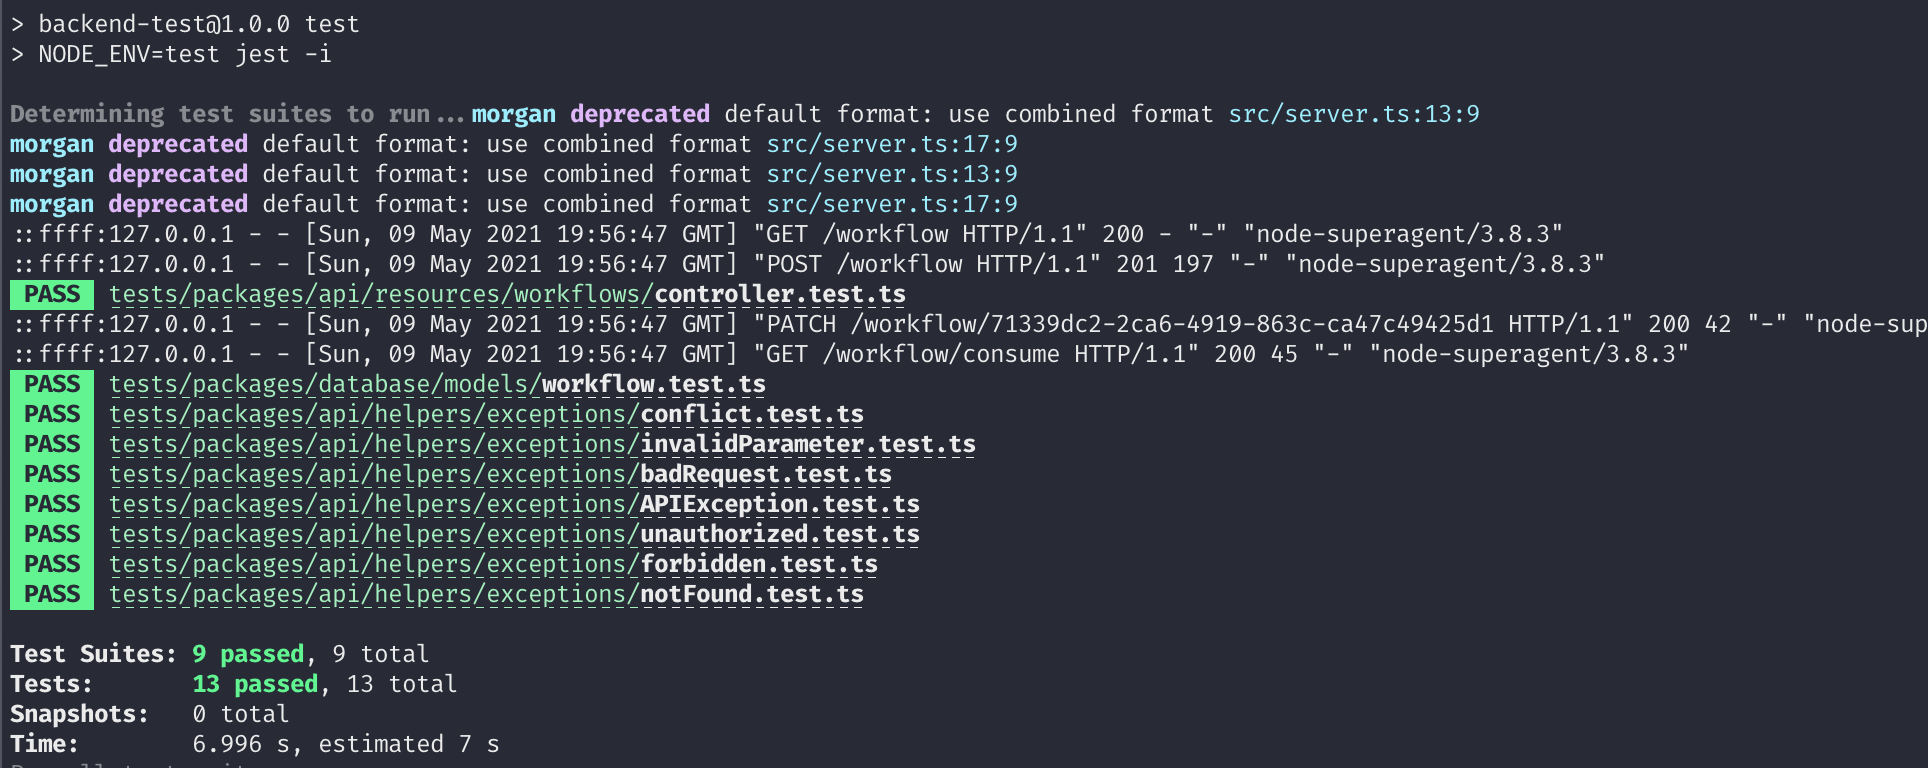 > backend-test@1.0.0 test
> NODE_ENV=test jest -i
Determining test suites to run...morgan deprecated default format: use combined format src/server.ts:13:9
morgan deprecated default format: use combined format src/server.ts:17:9
morgan deprecated default format: use combined format src/server.ts:13:9
morgan deprecated default format: use combined format src/server.ts:17:9
::ffff:127.0.0.1 - - [Sun, 09 May 2021 19:56:47 GMT] "GET /workflow HTTP/1.1" 200 - "-" "node-superagent/3.8.3"
::ffff:127.0.0.1 - - [Sun, 09 May 2021 19:56:47 GMT] "POST /workflow HTTP/1.1" 201 197 "-" "node-superagent/3.8.3"
PASS tests/packages/api/resources/workflows/controller.test.ts
::ffff:127.0.0.1 - - [Sun, 09 May 2021 19:56:47 GMT] "PATCH /workflow/71339dc2-2ca6-4919-863c-ca47c49425d1 HTTP/1.1" 200 42 "-" "node-sup
::ffff:127.0.0.1 - - [Sun, 09 May 2021 19:56:47 GMT] "GET /workflow/consume HTTP/1.1" 200 45 "-" "node-superagent/3.8.3"
PASS tests/packages/database/models/workflow.test.ts
PASS tests/packages/api/helpers/exceptions/conflict.test.ts
PASS tests/packages/api/helpers/exceptions/invalidParameter.test.ts
PASS tests/packages/api/helpers/exceptions/badRequest.test.ts
PASS tests/packages/api/helpers/exceptions/APIException.test.ts
PASS tests/packages/api/helpers/exceptions/unauthorized.test.ts
PASS tests/packages/api/helpers/exceptions/forbidden.test.ts
PASS tests/packages/api/helpers/exceptions/notFound.test.ts
Test Suites: 9 passed, 9 total
Tests: 13 passed, 13 total
Snapshots: 0 total
Time: 6.996 s, estimated 7 s